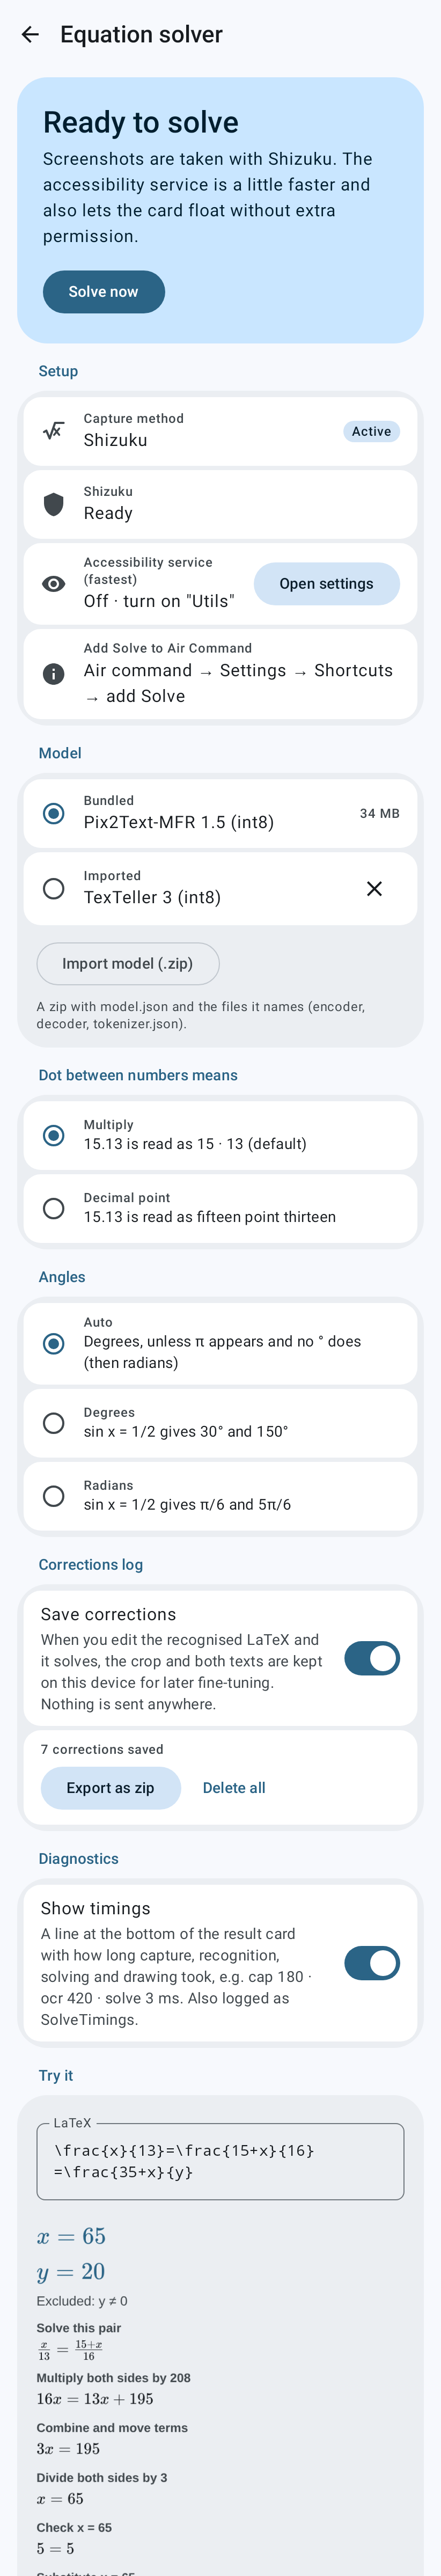 Equation solver
Ready to solve
Screenshots are taken with Shizuku. The
accessibility service is a little faster and
also lets the card float without extra
permission.
Solve now
Setup
Capture method
Shizuku
Active
Shizuku
Ready
Accessibility service
(fastest)
Off · turn on "Utils"
Open settings
Add Solve to Air Command
Air command → Settings → Shortcuts
→ add Solve
Model
Bundled
Pix2Text-MFR 1.5 (int8)
34 MB
Imported
TexTeller 3 (int8)
Import model (.zip)
A zip with model.json and the files it names (encoder,
decoder, tokenizer.json).
Dot between numbers means
Multiply
15.13 is read as 15 · 13 (default)
Decimal point
15.13 is read as fifteen point thirteen
Angles
Auto
Degrees, unless π appears and no ° does
(then radians)
Degrees
sin x = 1/2 gives 30° and 150°
Radians
sin x = 1/2 gives π/6 and 5π/6
Corrections log
Save corrections
When you edit the recognised LaTeX and
it solves, the crop and both texts are kept
on this device for later fine-tuning.
Nothing is sent anywhere.
7 corrections saved
Export as zip
Delete all
Diagnostics
Show timings
A line at the bottom of the result card
with how long capture, recognition,
solving and drawing took, e.g. cap 180 ·
ocr 420 · solve 3 ms. Also logged as
SolveTimings.
Try it
LaTeX
\frac{x}{13}=\frac{15+x}{16}
=\frac{35+x}{y}
x = 65
y = 20
Excluded: y ≠ 0
Solve this pair
x/13 = 15+x/16
Multiply both sides by 208
16x = 13x + 195
Combine and move terms
3x = 195
Divide both sides by 3
x = 65
Check x = 65
5 = 5